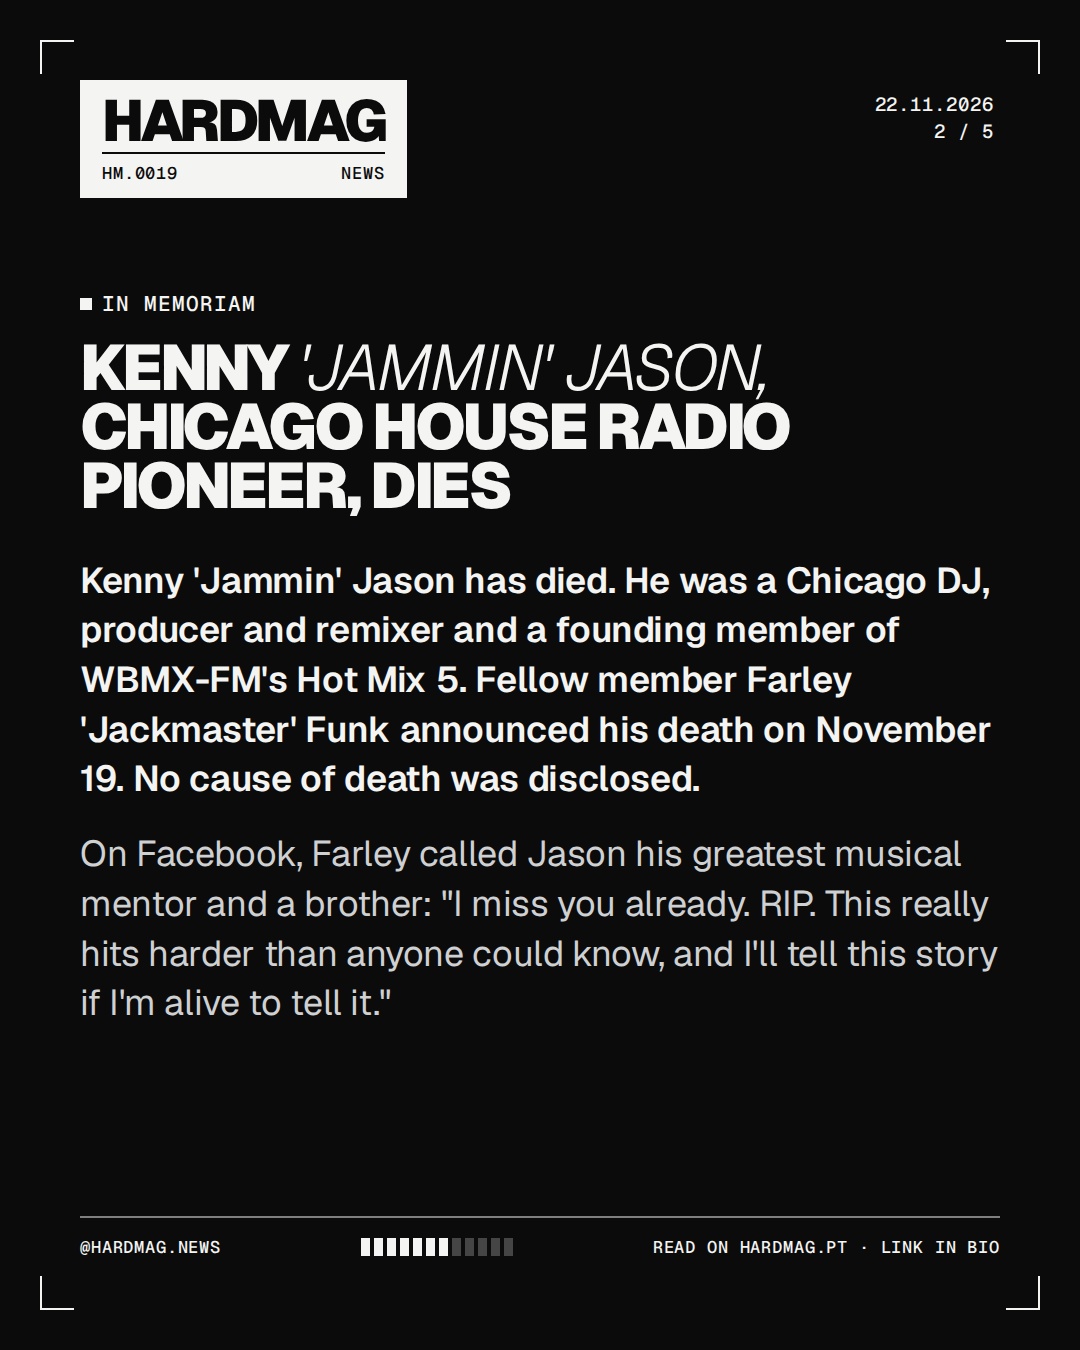 HARDMAG
HM.0019 NEWS
22.11.2026
2 / 5
IN MEMORIAM
KENNY 'JAMMIN' JASON,
CHICAGO HOUSE RADIO
PIONEER, DIES
Kenny 'Jammin' Jason has died. He was a Chicago DJ,
producer and remixer and a founding member of
WBMX-FM's Hot Mix 5. Fellow member Farley
'Jackmaster' Funk announced his death on November
19. No cause of death was disclosed.
On Facebook, Farley called Jason his greatest musical
mentor and a brother: "I miss you already. RIP. This really
hits harder than anyone could know, and I'll tell this story
if I'm alive to tell it."
@HARDMAG.NEWS
READ ON HARDMAG.PT · LINK IN BIO